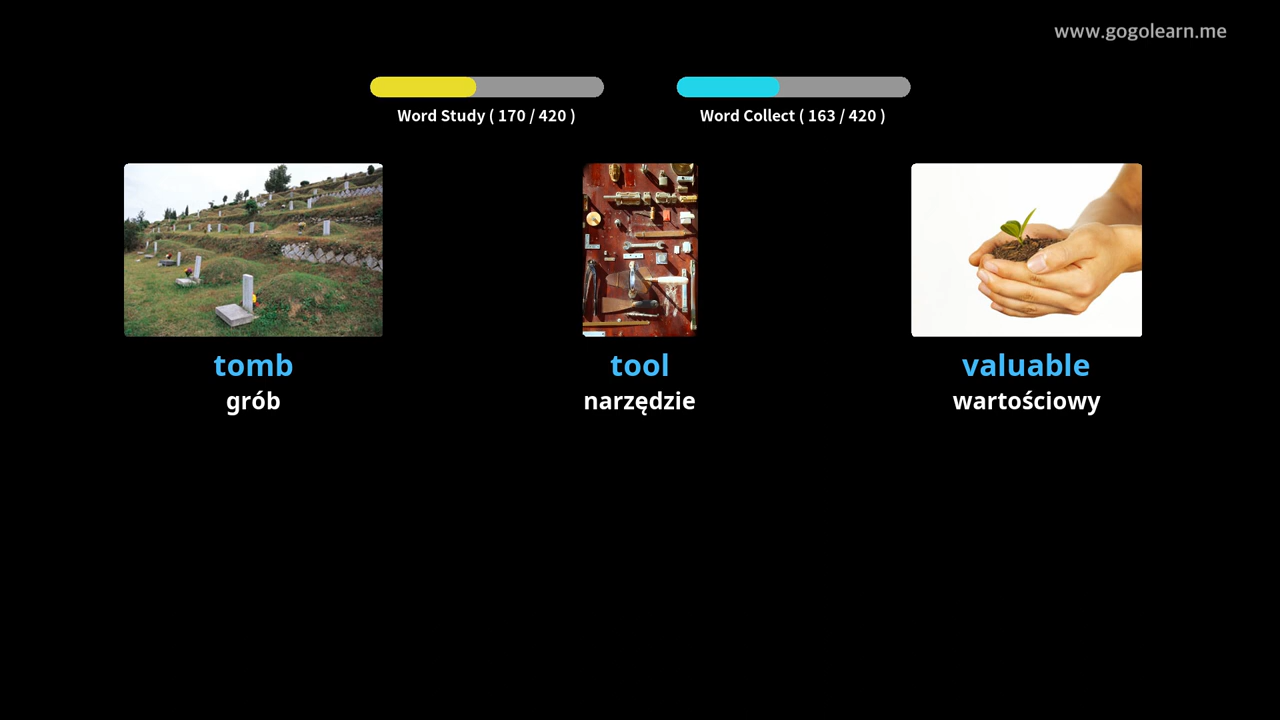 www.gogolearn.me
Word Study ( 170 / 420 )
Word Collect ( 163 / 420 )
tomb
grób
tool
narzędzie
valuable
wartościowy